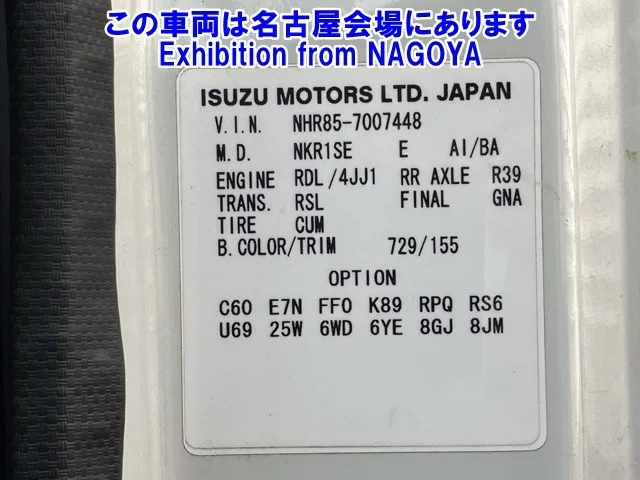 この車両は名古屋会場にあります
Exhibition from NAGOYA
ISUZU MOTORS LTD. JAPAN
V.I.N. NHR85-7007448
M.D. NKR1SE E AI/BA
ENGINE RDL/4JJ1 RR AXLE R39
TRANS. RSL FINAL GNA
TIRE CUM
B.COLOR/TRIM 729/155
OPTION
C60 E7N FF0 K89 RPQ RS6
U69 25W 6WD 6YE 8GJ 8JM